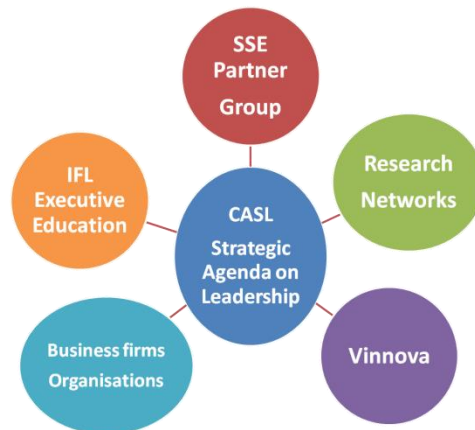 SSE
Partner
Group
IFL
Executive
Education
Research
Networks
CASL
Strategic
Agenda on
Leadership
Business firms
Organisations
Vinnova